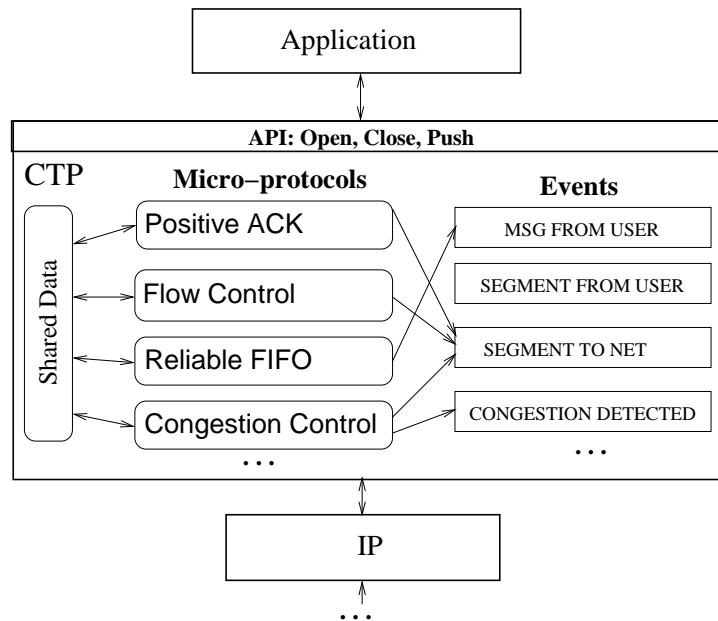 Application
API: Open, Close, Push
CTP
Micro−protocols
Events
Shared Data
Positive ACK
MSG FROM USER
Flow Control
SEGMENT FROM USER
Reliable FIFO
SEGMENT TO NET
Congestion Control
CONGESTION DETECTED
...
...
IP
...